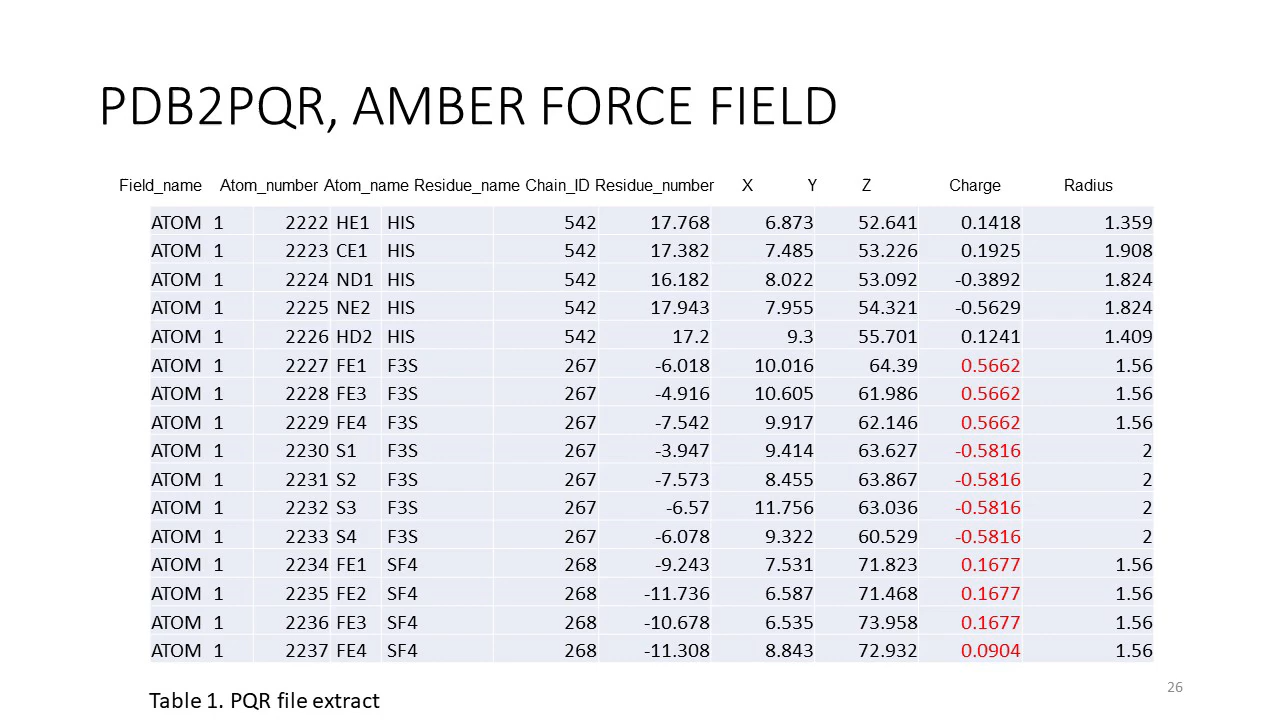 PDB2PQR, AMBER FORCE FIELD
Field_name Atom_number Atom_name Residue_name Chain_ID Residue_number X Y Z Charge Radius
ATOM 1 2222 HE1 HIS 542 17.768 6.873 52.641 0.1418 1.359
ATOM 1 2223 CE1 HIS 542 17.382 7.485 53.226 0.1925 1.908
ATOM 1 2224 ND1 HIS 542 16.182 8.022 53.092 -0.3892 1.824
ATOM 1 2225 NE2 HIS 542 17.943 7.955 54.321 -0.5629 1.824
ATOM 1 2226 HD2 HIS 542 17.2 9.3 55.701 0.1241 1.409
ATOM 1 2227 FE1 F3S 267 -6.018 10.016 64.39 0.5662 1.56
ATOM 1 2228 FE3 F3S 267 -4.916 10.605 61.986 0.5662 1.56
ATOM 1 2229 FE4 F3S 267 -7.542 9.917 62.146 0.5662 1.56
ATOM 1 2230 S1 F3S 267 -3.947 9.414 63.627 -0.5816 2
ATOM 1 2231 S2 F3S 267 -7.573 8.455 63.867 -0.5816 2
ATOM 1 2232 S3 F3S 267 -6.57 11.756 63.036 -0.5816 2
ATOM 1 2233 S4 F3S 267 -6.078 9.322 60.529 -0.5816 2
ATOM 1 2234 FE1 SF4 268 -9.243 7.531 71.823 0.1677 1.56
ATOM 1 2235 FE2 SF4 268 -11.736 6.587 71.468 0.1677 1.56
ATOM 1 2236 FE3 SF4 268 -10.678 6.535 73.958 0.1677 1.56
ATOM 1 2237 FE4 SF4 268 -11.308 8.843 72.932 0.0904 1.56
Table 1. PQR file extract
26